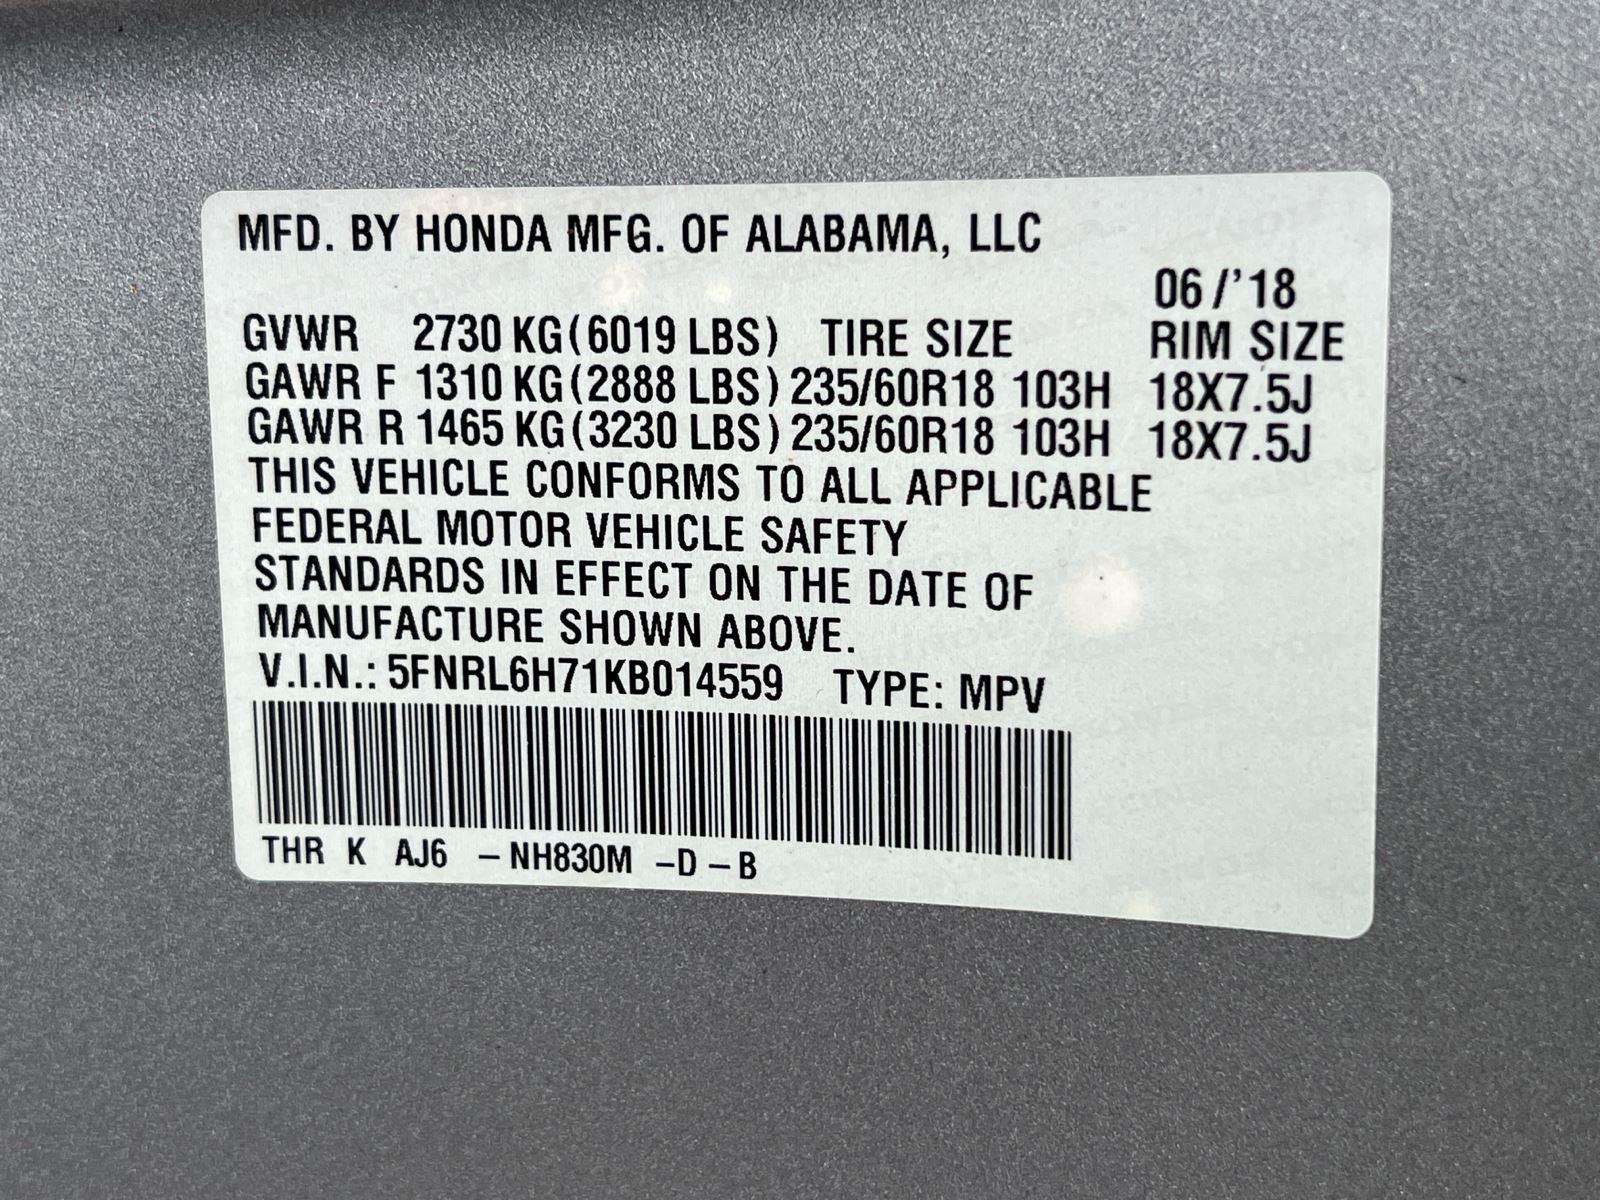 MFD. BY HONDA MFG. OF ALABAMA, LLC
06/'18
GVWR 2730 KG(6019 LBS) TIRE SIZE RIM SIZE
GAWR F 1310 KG(2888 LBS) 235/60R18 103H 18X7.5J
GAWR R 1465 KG(3230 LBS) 235/60R18 103H 18X7.5J
THIS VEHICLE CONFORMS TO ALL APPLICABLE
FEDERAL MOTOR VEHICLE SAFETY
STANDARDS IN EFFECT ON THE DATE OF
MANUFACTURE SHOWN ABOVE.
V.I.N.: 5FNRL6H71KB014559 TYPE: MPV
THR K AJ6 –NH830M –D–B